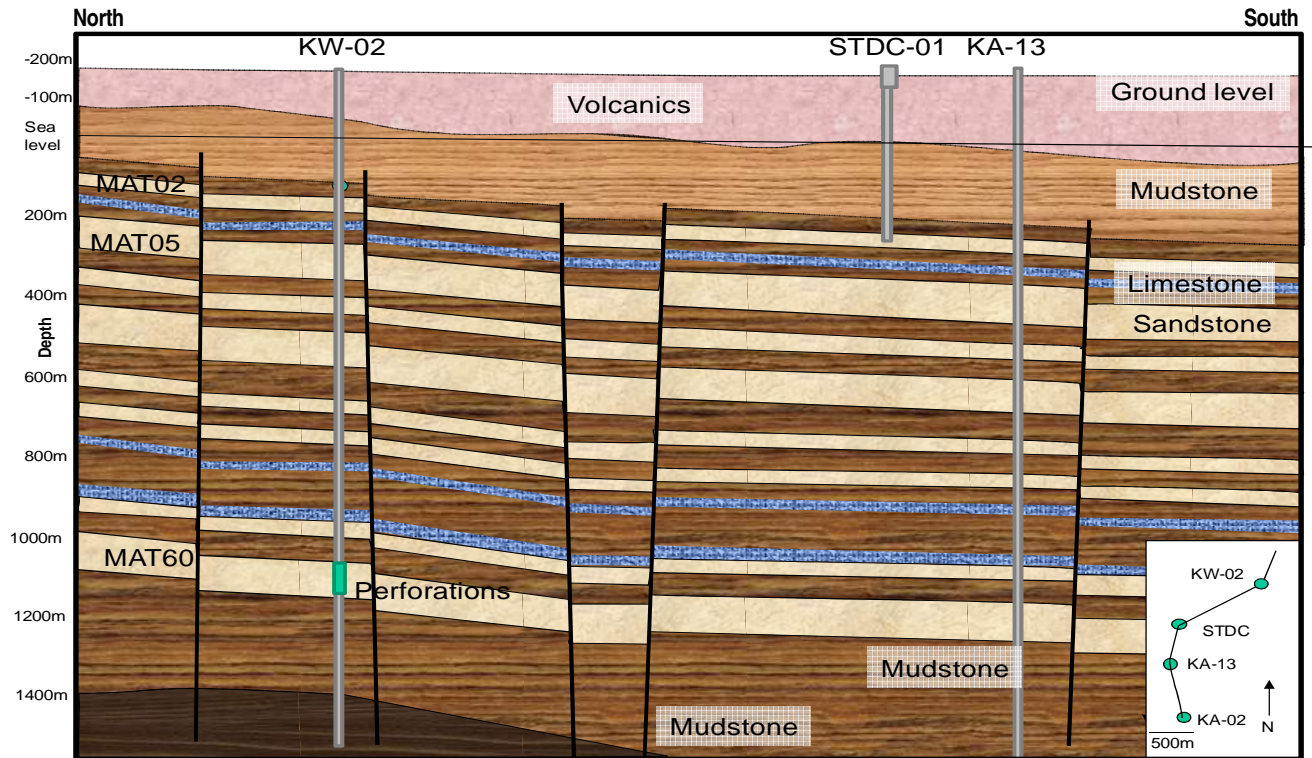 North
South
KW-02
STDC-01
KA-13
-200m
-100m
Sea
level
200m
400m
Depth
600m
800m
1000m
1200m
1400m
Volcanics
Ground level
Mudstone
MAT02
MAT05
Limestone
Sandstone
MAT60
Perforations
Mudstone
Mudstone
KW-02
STDC
KA-13
KA-02
N
500m